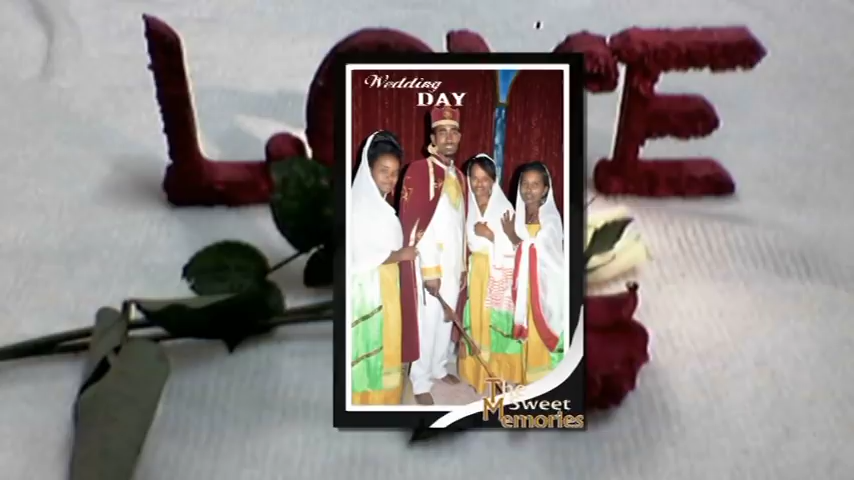 LOVE
Wedding
DAY
The
Sweet
Memories